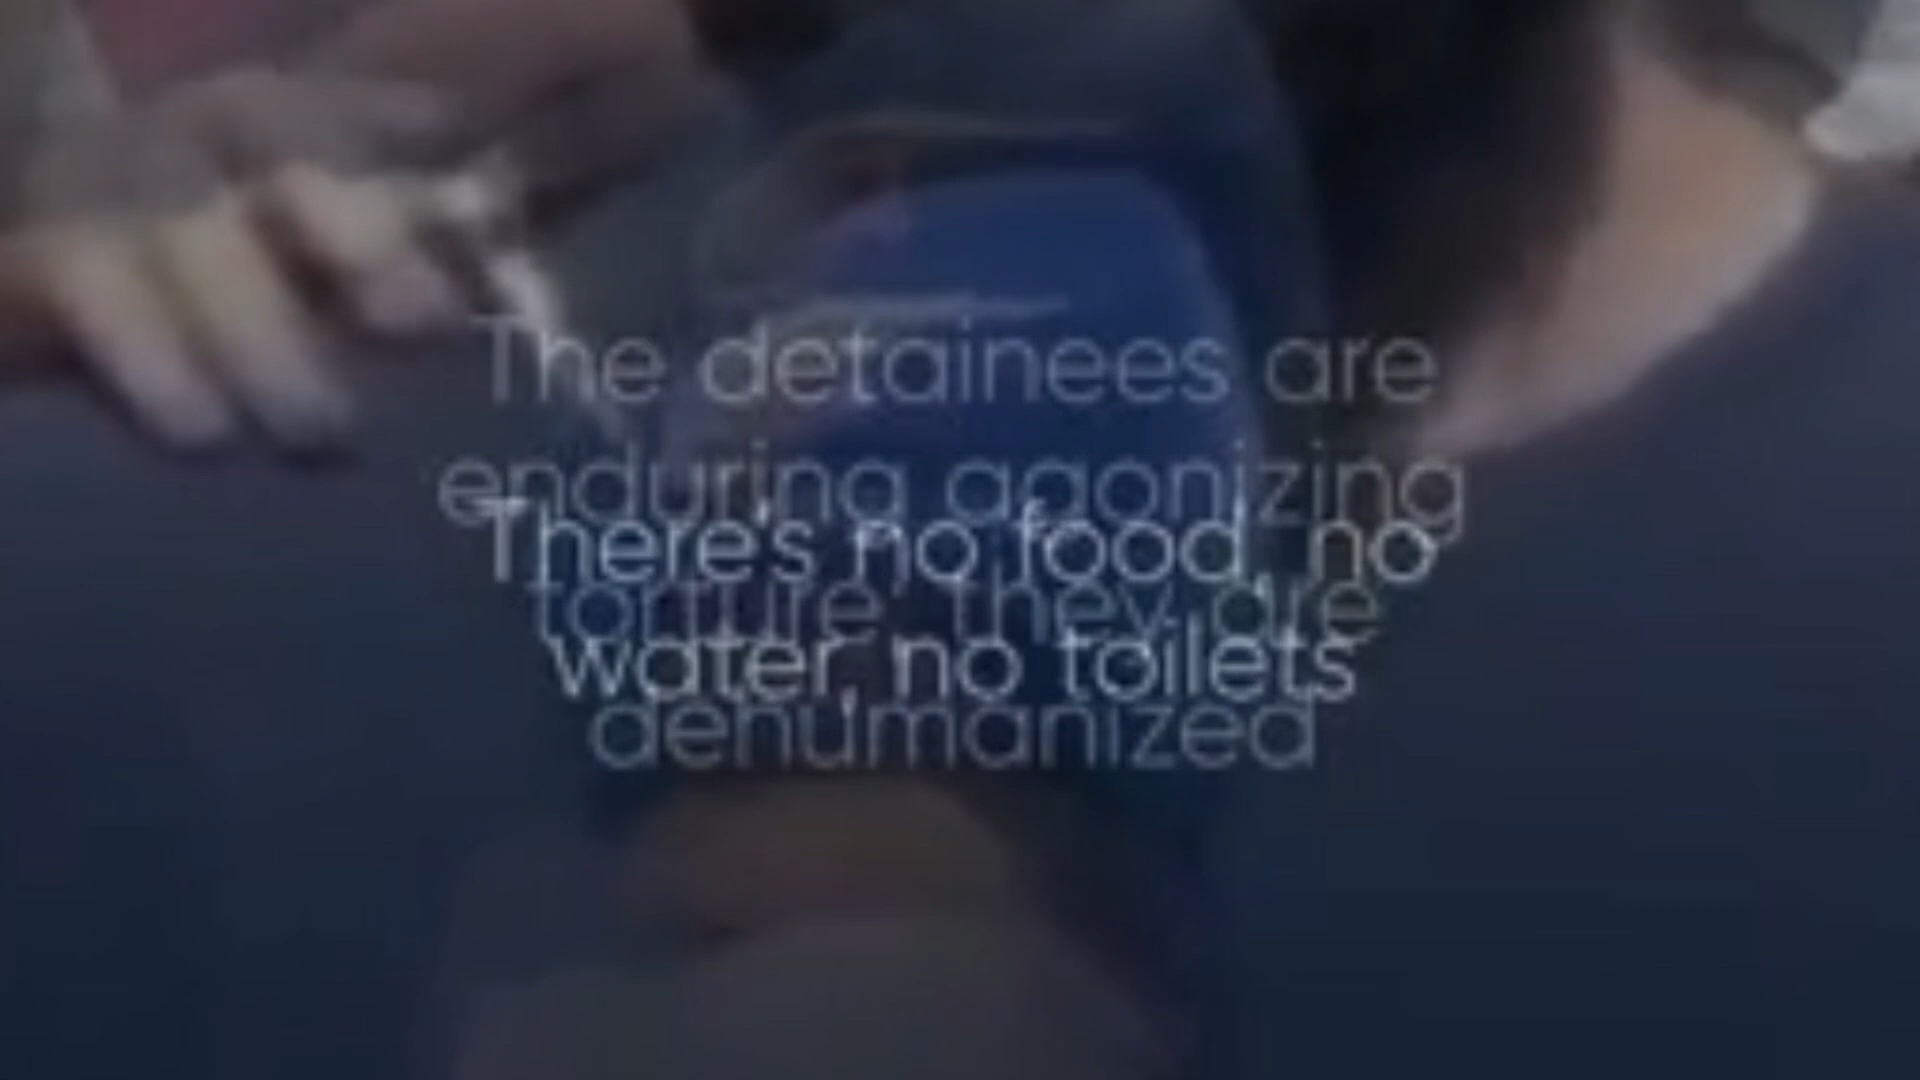 The detainees are
enduring agonizing
torture, they are
dehumanized
There's no food, no
water, no toilets